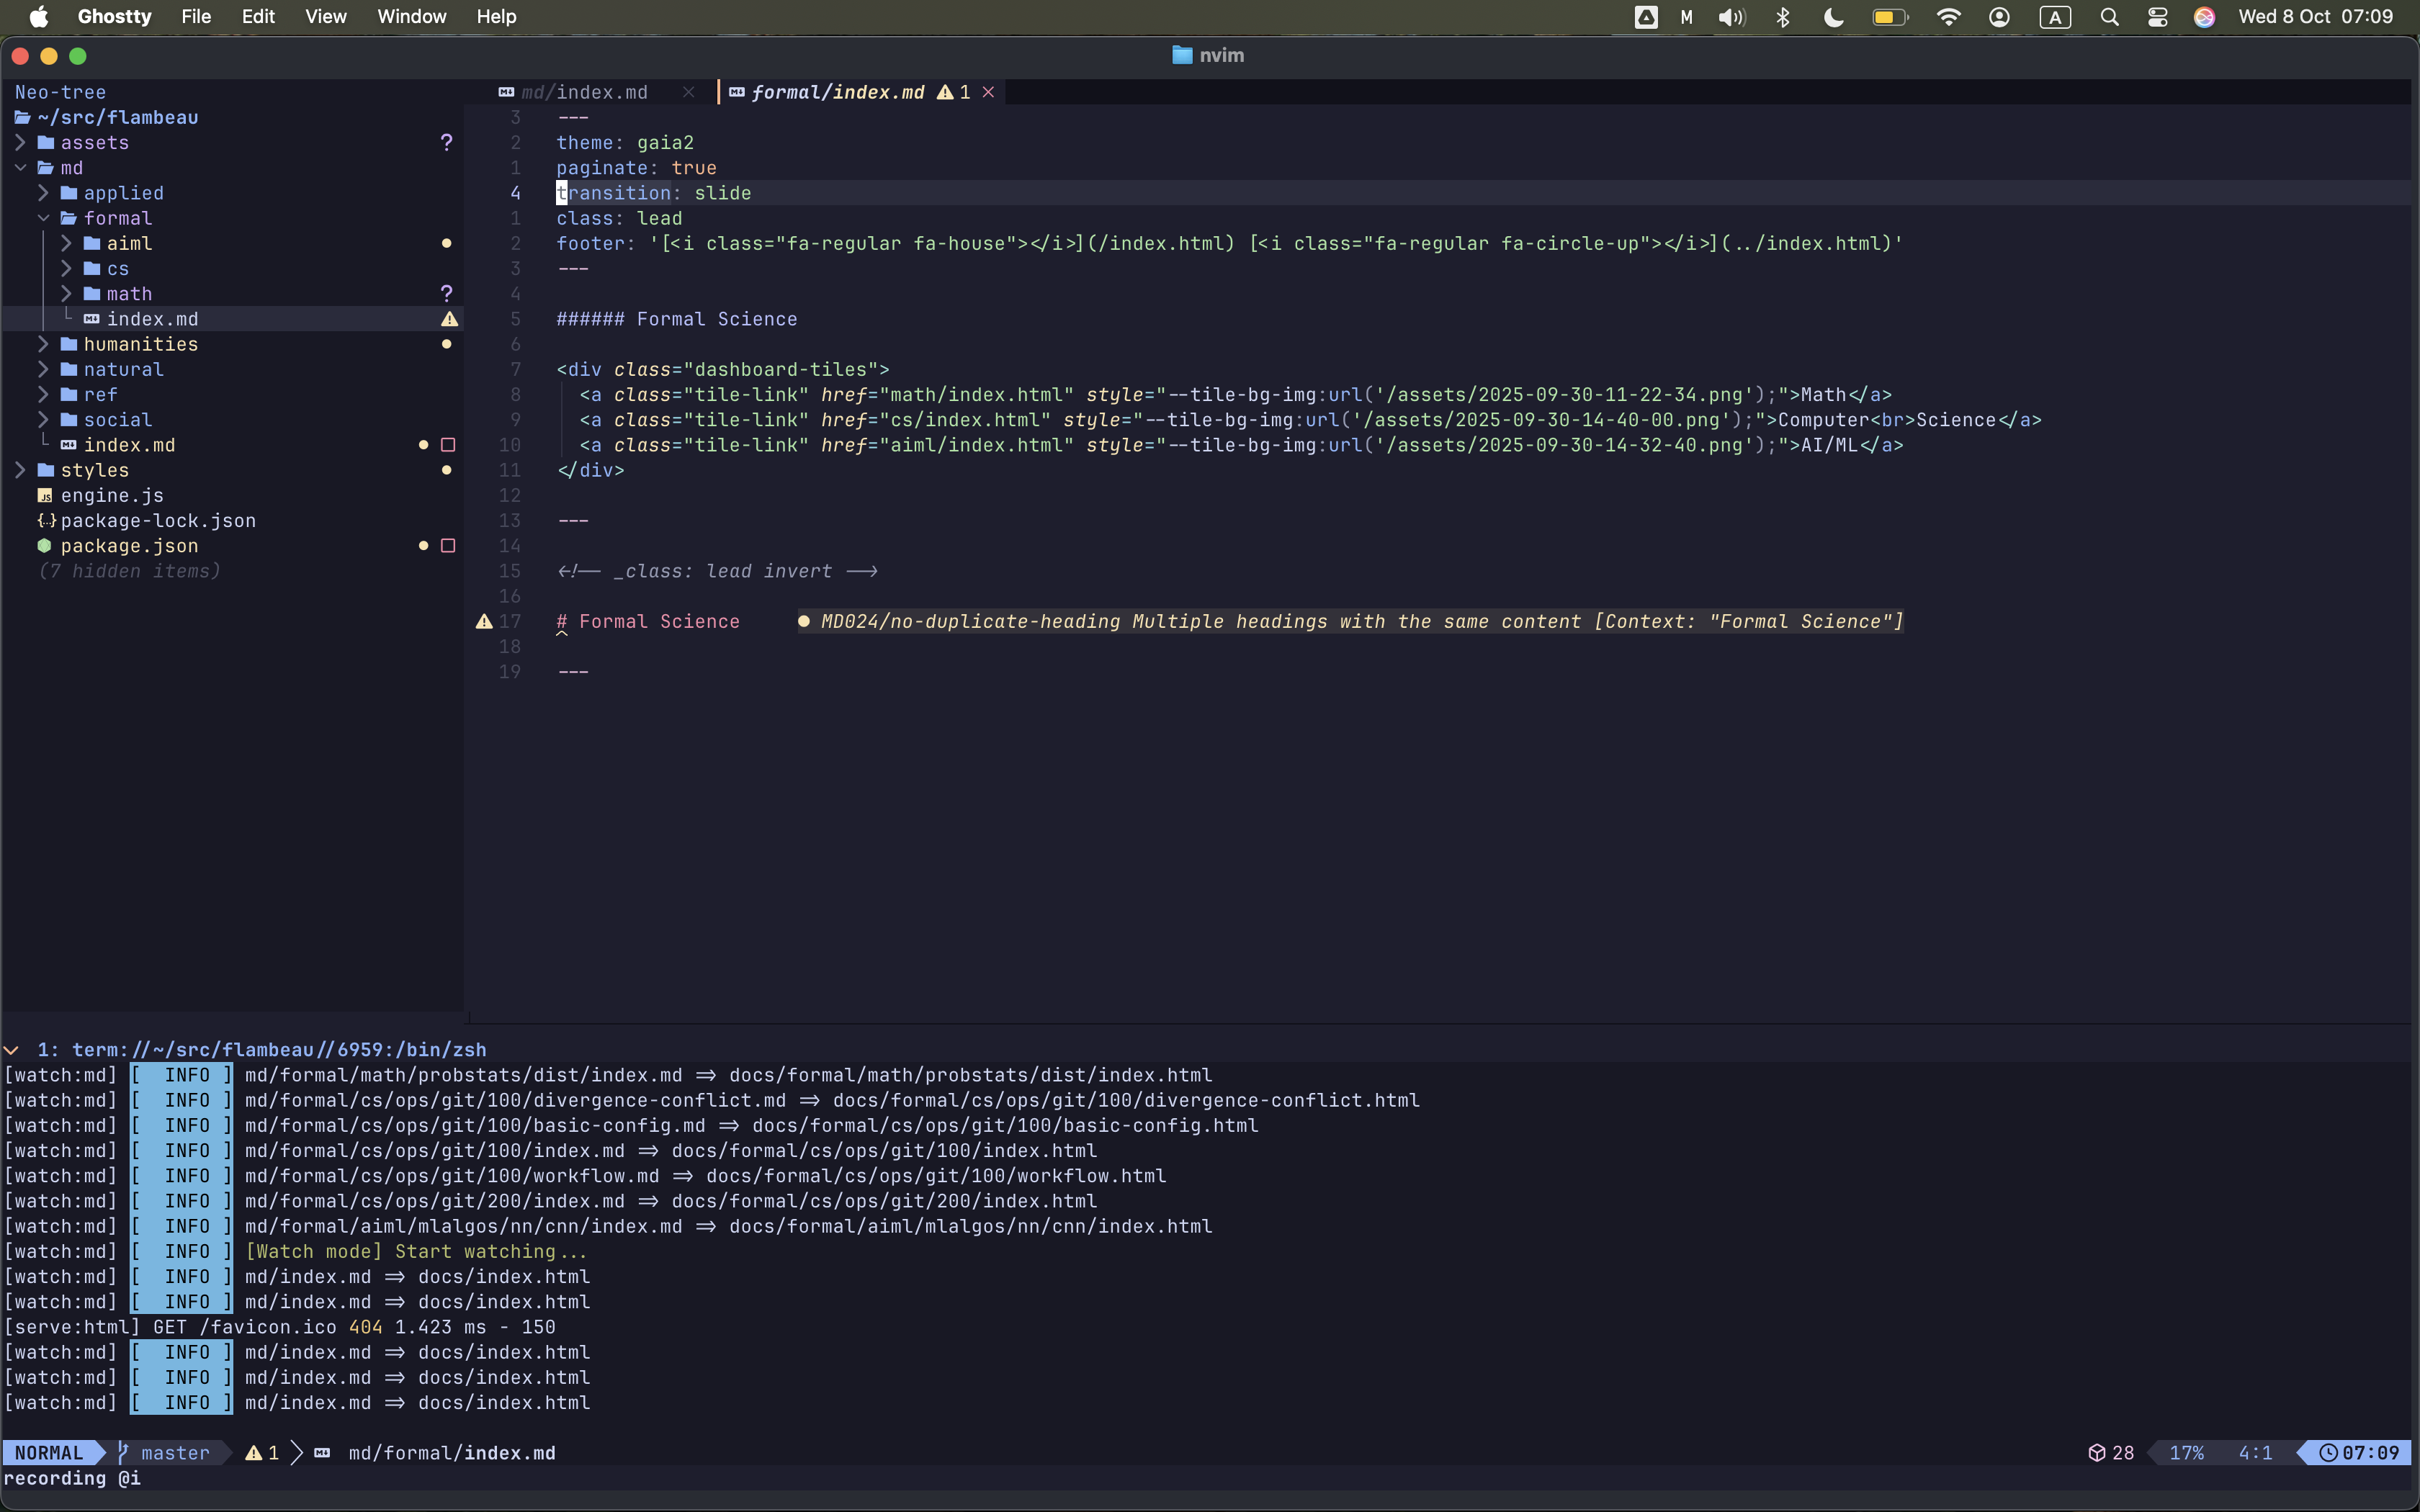 Ghostty File Edit View Window Help M A Wed 8 Oct 07:09
nvim
Neo-tree
~/src/flambeau
assets ?
md
applied
formal
aiml
cs
math ?
index.md
humanities
natural
ref
social
index.md
styles
JS engine.js
{..} package-lock.json
package.json
(7 hidden items)
md/index.md × formal/index.md 1 ×
3 ---
2 theme: gaia2
1 paginate: true
4 transition: slide
1 class: lead
2 footer: '[<i class="fa-regular fa-house"></i>](/index.html) [<i class="fa-regular fa-circle-up"></i>](../index.html)'
3 ---
4
5 ###### Formal Science
6
7 <div class="dashboard-tiles">
8 <a class="tile-link" href="math/index.html" style="--tile-bg-img:url('/assets/2025-09-30-11-22-34.png');">Math</a>
9 <a class="tile-link" href="cs/index.html" style="--tile-bg-img:url('/assets/2025-09-30-14-40-00.png');">Computer<br>Science</a>
10 <a class="tile-link" href="aiml/index.html" style="--tile-bg-img:url('/assets/2025-09-30-14-32-40.png');">AI/ML</a>
11 </div>
12
13 ---
14
15 <!-- _class: lead invert -->
16
17 # Formal Science ● MD024/no-duplicate-heading Multiple headings with the same content [Context: "Formal Science"]
18
19 ---
1: term://~/src/flambeau//6959:/bin/zsh
[watch:md] [ INFO ] md/formal/math/probstats/dist/index.md => docs/formal/math/probstats/dist/index.html
[watch:md] [ INFO ] md/formal/cs/ops/git/100/divergence-conflict.md => docs/formal/cs/ops/git/100/divergence-conflict.html
[watch:md] [ INFO ] md/formal/cs/ops/git/100/basic-config.md => docs/formal/cs/ops/git/100/basic-config.html
[watch:md] [ INFO ] md/formal/cs/ops/git/100/index.md => docs/formal/cs/ops/git/100/index.html
[watch:md] [ INFO ] md/formal/cs/ops/git/100/workflow.md => docs/formal/cs/ops/git/100/workflow.html
[watch:md] [ INFO ] md/formal/cs/ops/git/200/index.md => docs/formal/cs/ops/git/200/index.html
[watch:md] [ INFO ] md/formal/aiml/mlalgos/nn/cnn/index.md => docs/formal/aiml/mlalgos/nn/cnn/index.html
[watch:md] [ INFO ] [Watch mode] Start watching...
[watch:md] [ INFO ] md/index.md => docs/index.html
[watch:md] [ INFO ] md/index.md => docs/index.html
[serve:html] GET /favicon.ico 404 1.423 ms - 150
[watch:md] [ INFO ] md/index.md => docs/index.html
[watch:md] [ INFO ] md/index.md => docs/index.html
[watch:md] [ INFO ] md/index.md => docs/index.html
NORMAL master 1 md/formal/index.md 28 17% 4:1 07:09
recording @i